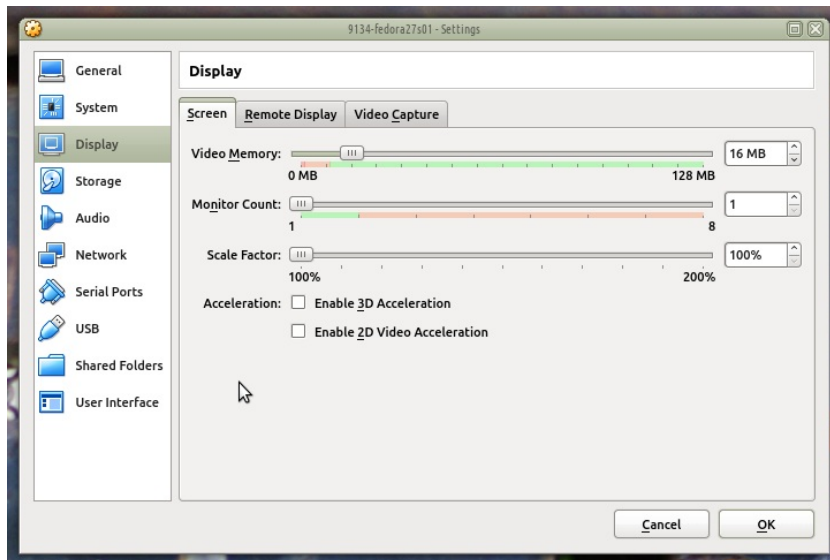 9134-fedora27s01 - Settings
General
System
Display
Storage
Audio
Network
Serial Ports
USB
Shared Folders
User Interface
Display
Screen Remote Display Video Capture
Video Memory: 16 MB
0 MB 128 MB
Monitor Count: 1
1 8
Scale Factor: 100%
100% 200%
Acceleration: Enable 3D Acceleration
Enable 2D Video Acceleration
Cancel OK